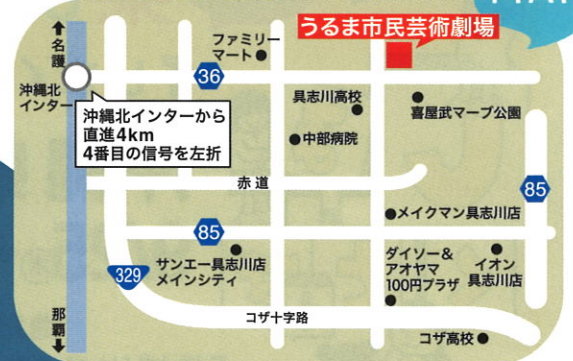 うるま市民芸術劇場
↑名護
ファミリー
マート
36
沖縄北
インター
沖縄北インターから
直進4km
4番目の信号を左折
具志川高校
喜屋武マーブ公園
中部病院
赤道
85
メイクマン具志川店
85
サンエー具志川店
メインシティ
ダイソー&
アオヤマ
100円プラザ
イオン
具志川店
329
コザ十字路
那覇↓
コザ高校